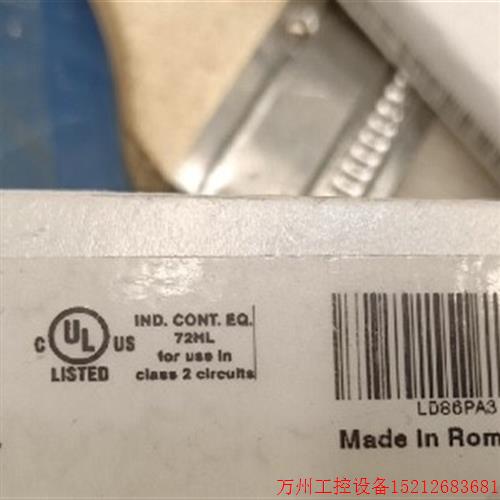 C UL US
LISTED
IND. CONT. EQ.
72HL
for use in
class 2 circuits
LD86PA3
Made In Rom
万州工控设备15212683681